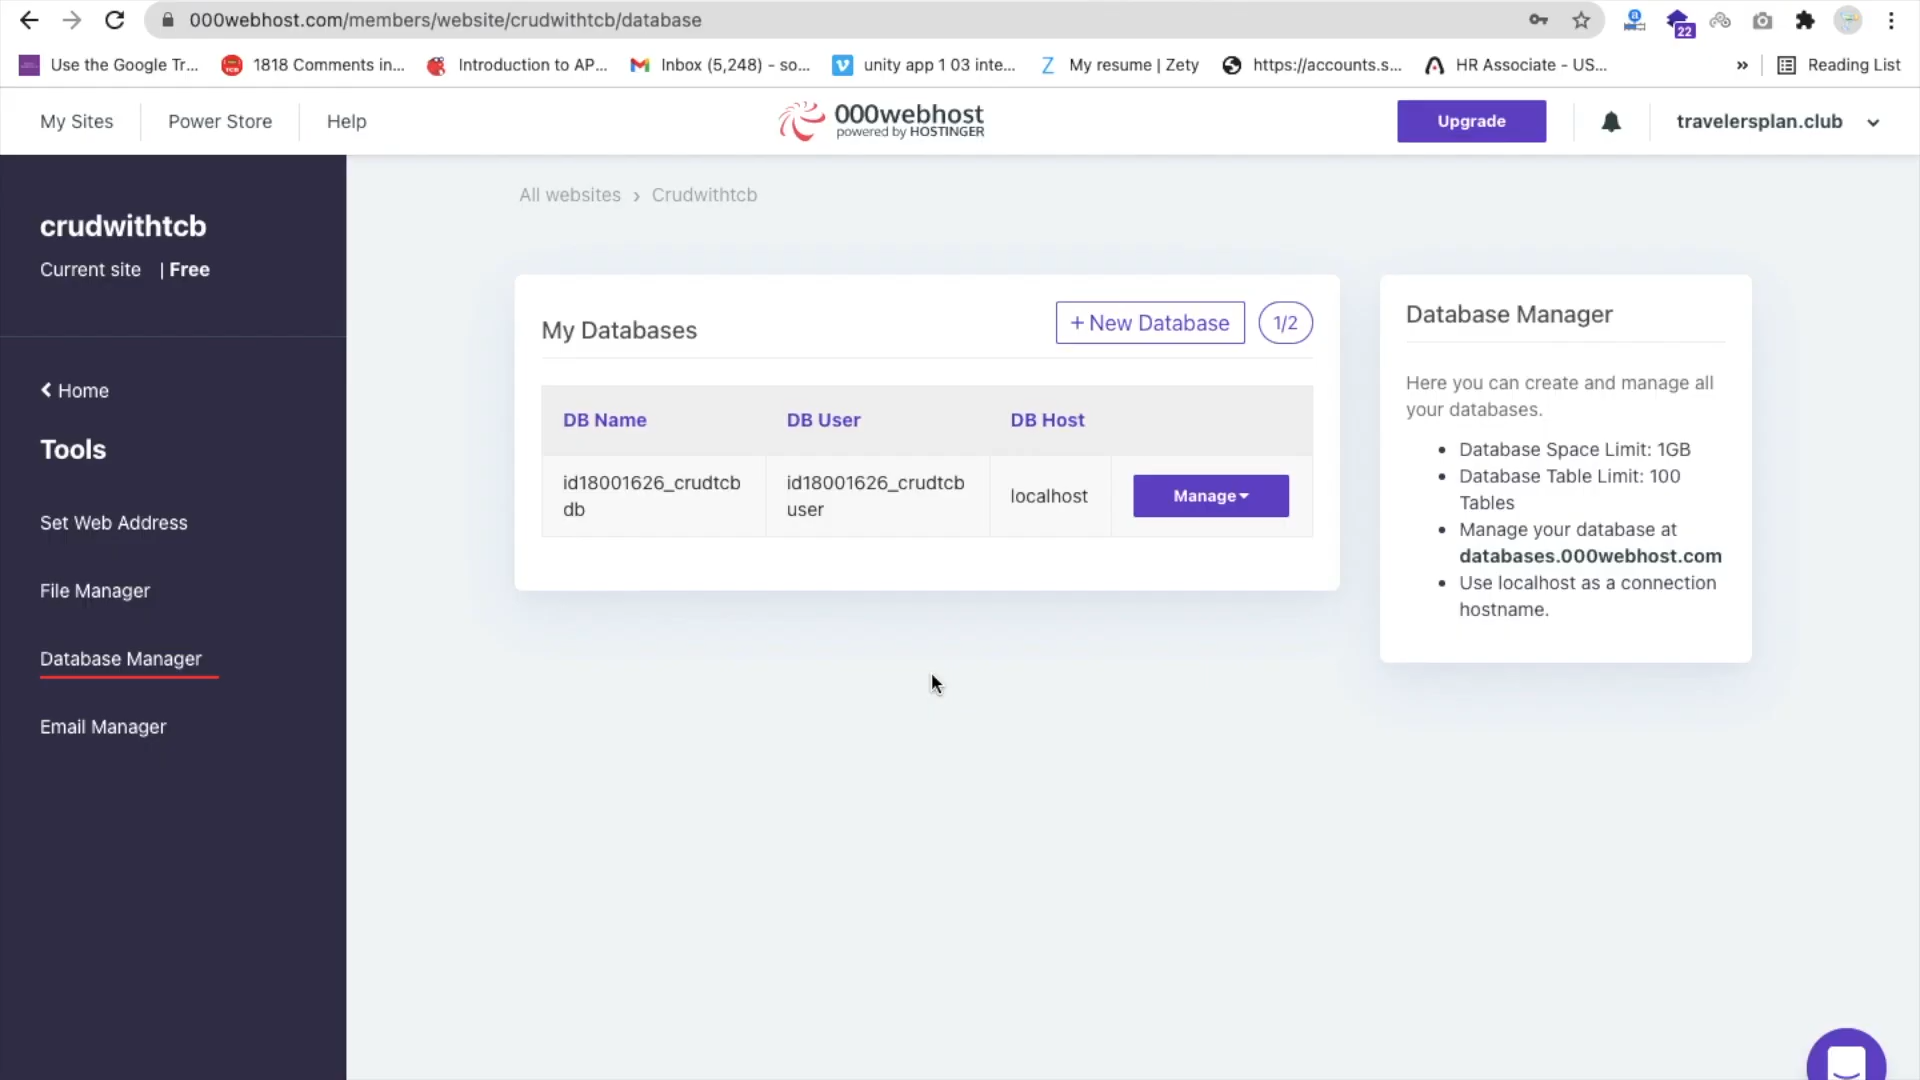 000webhost.com/members/website/crudwithtcb/database
22
Use the Google Tr...
1818 Comments in...
Introduction to AP...
Inbox (5,248) - so...
unity app 1 03 inte...
My resume | Zety
https://accounts.s...
HR Associate - US...
»
Reading List
My Sites
Power Store
Help
000webhost
powered by HOSTINGER
Upgrade
travelersplan.club
crudwithtcb
Current site | Free
Home
Tools
Set Web Address
File Manager
Database Manager
Email Manager
All websites › Crudwithtcb
My Databases
+ New Database
1/2
DB Name DB User DB Host
id18001626_crudtcb
db
id18001626_crudtcb
user
localhost
Manage
Database Manager
Here you can create and manage all
your databases.
• Database Space Limit: 1GB
• Database Table Limit: 100
Tables
• Manage your database at
databases.000webhost.com
• Use localhost as a connection
hostname.